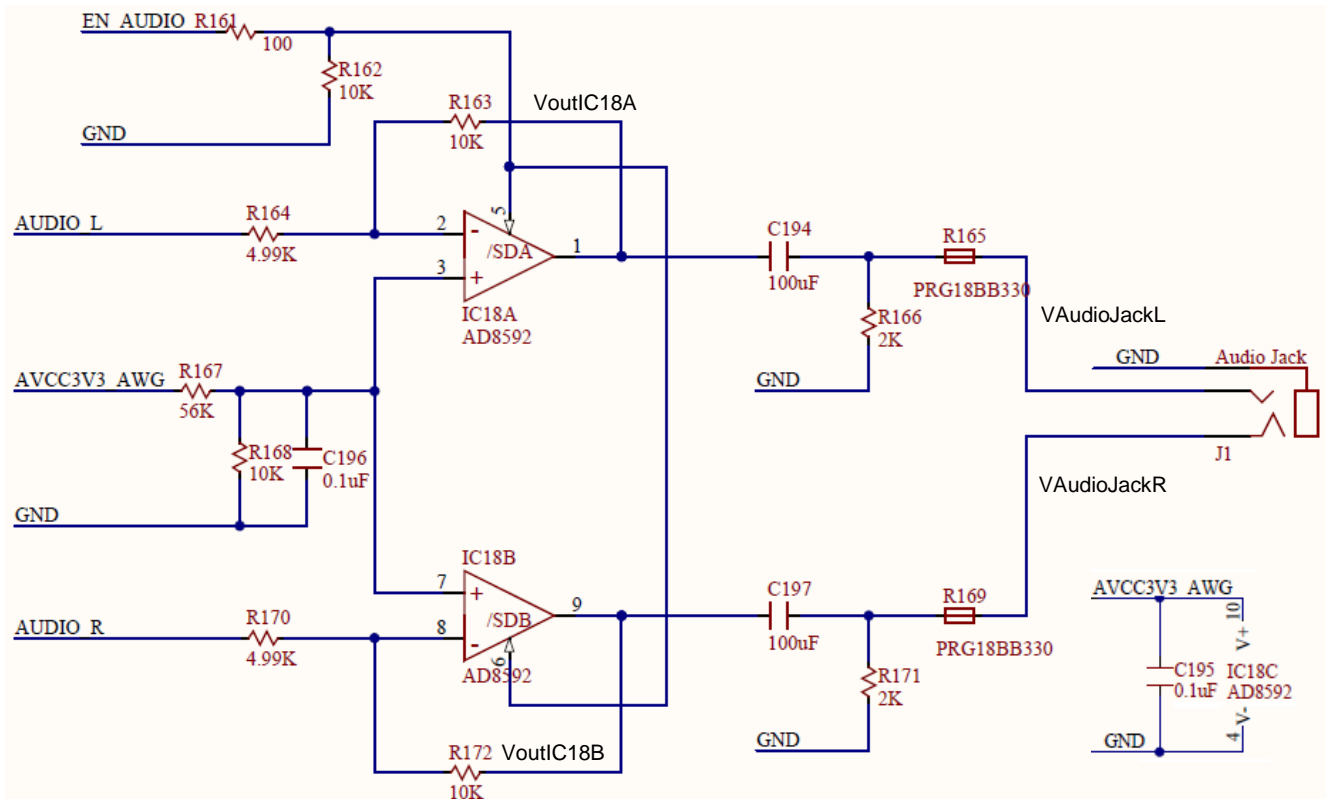 EN_AUDIO R161
100
R162
10K
GND
R163
10K
VoutIC18A
AUDIO_L
R164
4.99K
2
-
5
/SDA
3
+
1
IC18A
AD8592
C194
100uF
R165
PRG18BB330
R166
2K
GND
VAudioJackL
GND
Audio Jack
J1
AVCC3V3_AWG
R167
56K
R168
10K
C196
0.1uF
GND
VAudioJackR
IC18B
7
+
/SDB
9
8
-
6
AD8592
AUDIO_R
R170
4.99K
C197
100uF
R169
PRG18BB330
R171
2K
GND
R172
10K
VoutIC18B
AVCC3V3_AWG
10
V+
C195
0.1uF
IC18C
AD8592
V-
4
GND